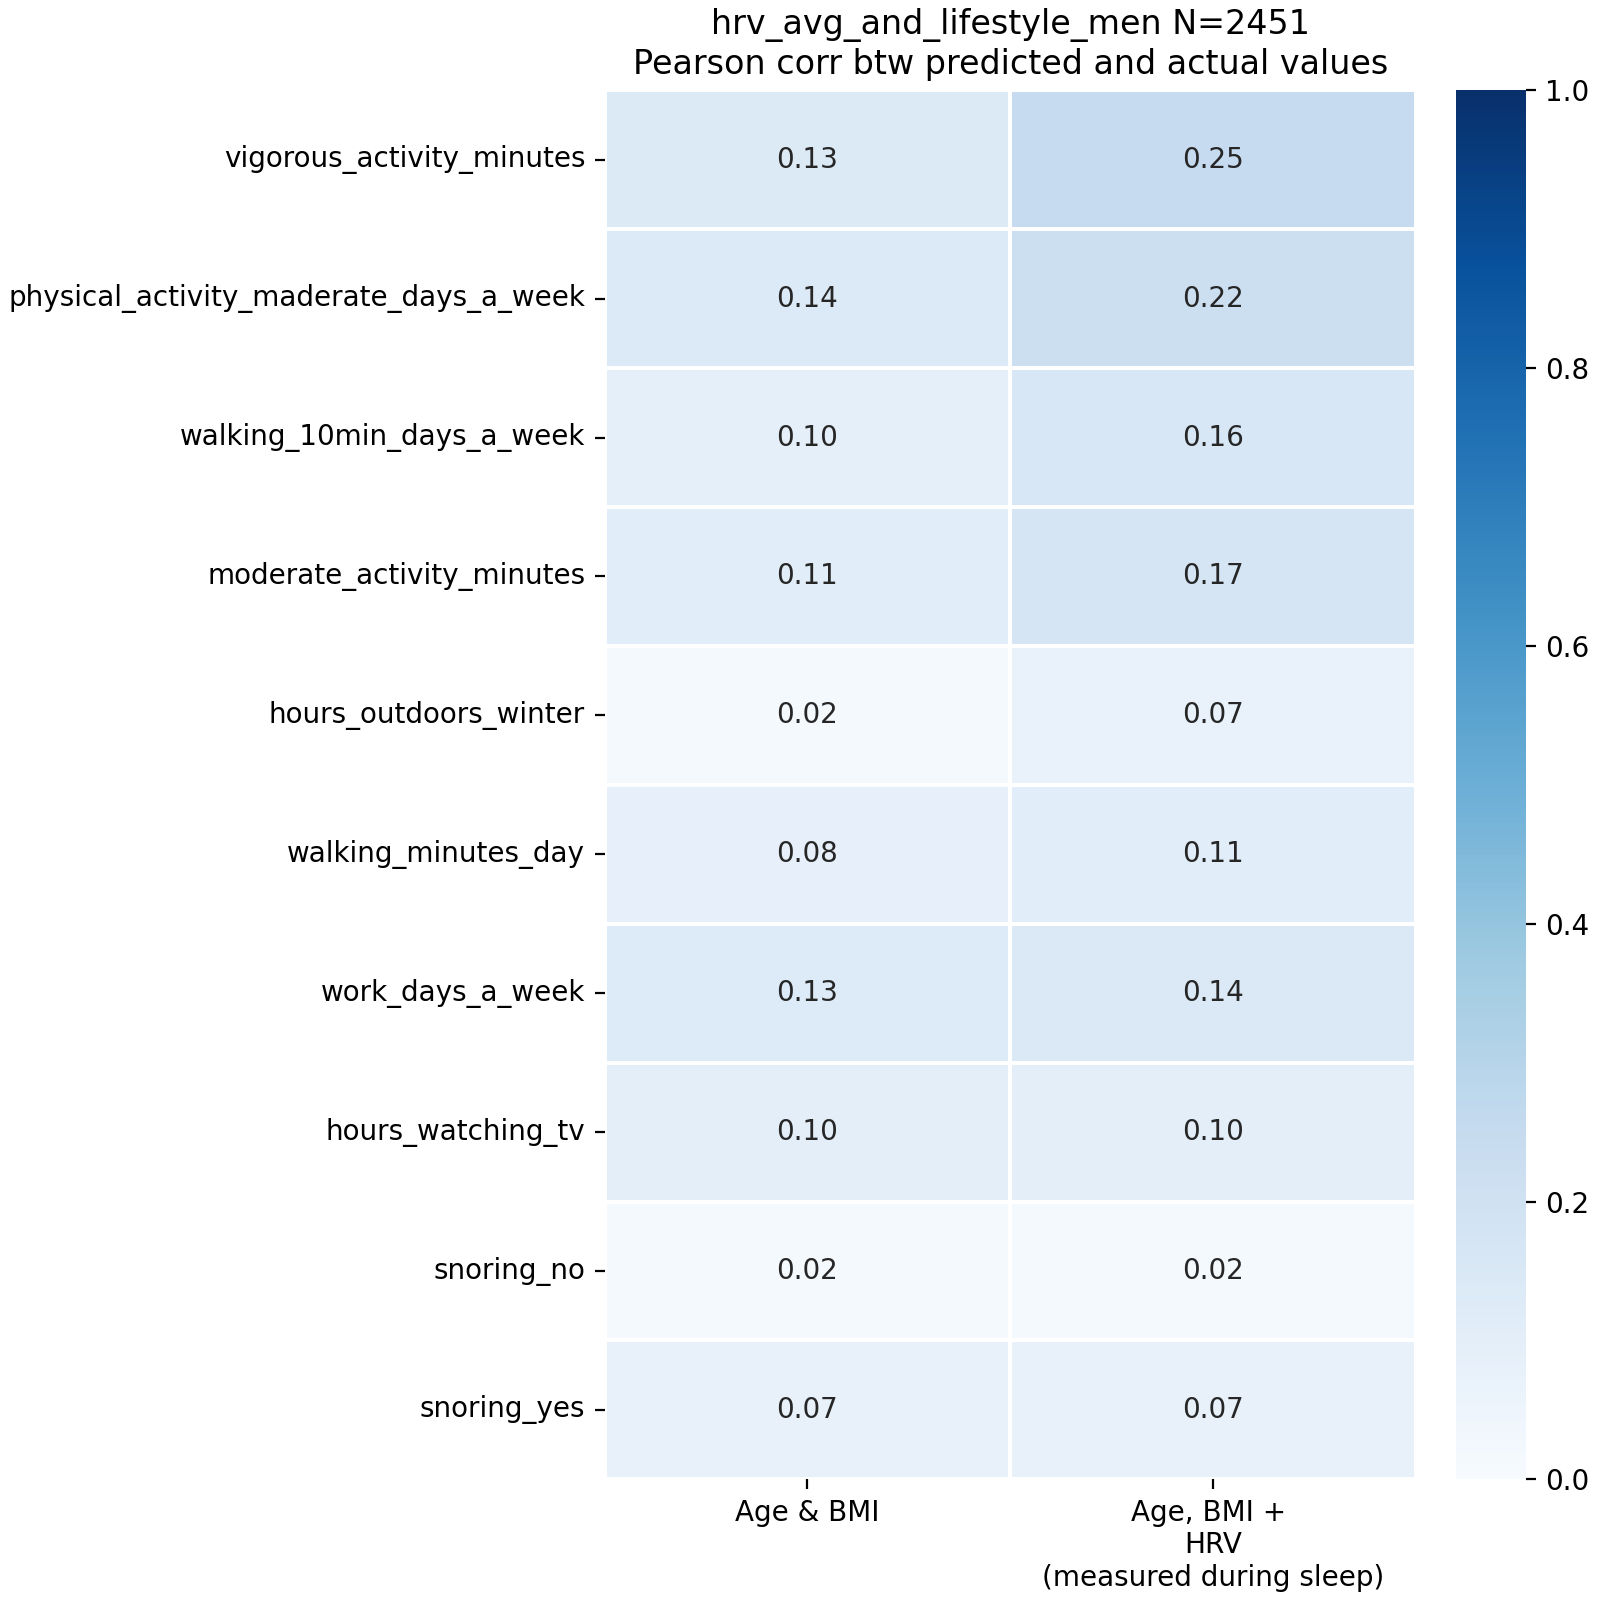 hrv_avg_and_lifestyle_men N=2451
Pearson corr btw predicted and actual values
vigorous_activity_minutes 0.13 0.25
physical_activity_maderate_days_a_week 0.14 0.22
walking_10min_days_a_week 0.10 0.16
moderate_activity_minutes 0.11 0.17
hours_outdoors_winter 0.02 0.07
walking_minutes_day 0.08 0.11
work_days_a_week 0.13 0.14
hours_watching_tv 0.10 0.10
snoring_no 0.02 0.02
snoring_yes 0.07 0.07
Age & BMI
Age, BMI +
HRV
(measured during sleep)
1.0
0.8
0.6
0.4
0.2
0.0